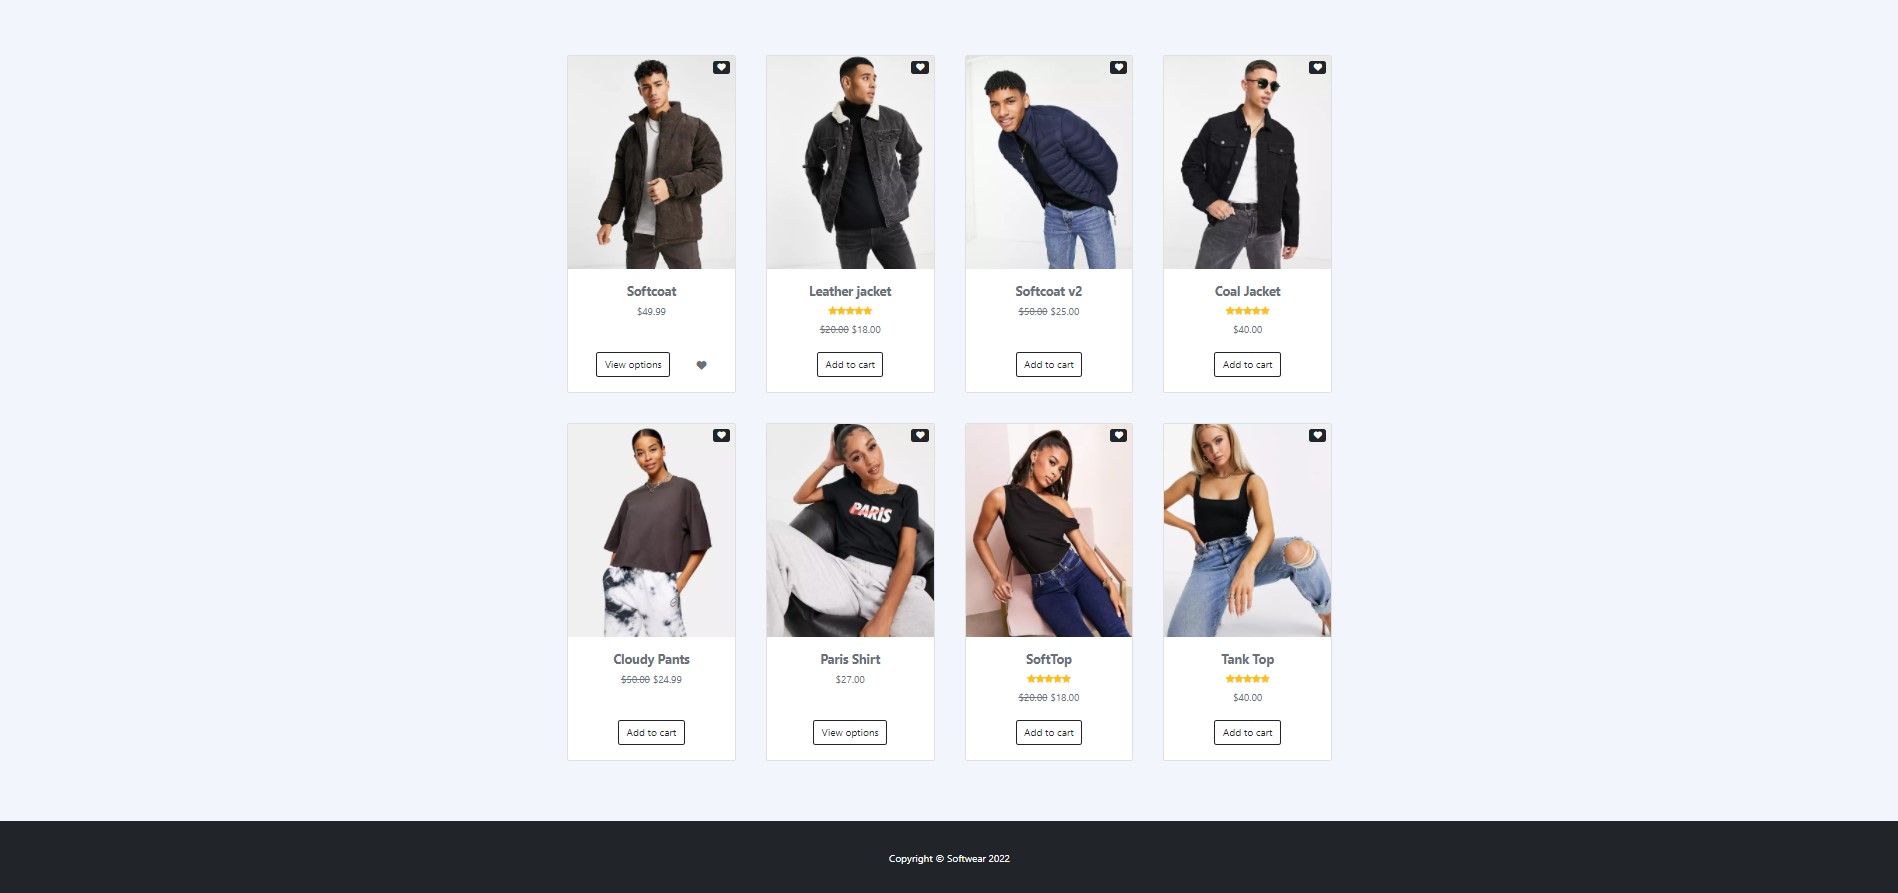 Softcoat
$49.99
View options
Leather jacket
$20.00 $18.00
Add to cart
Softcoat v2
$50.00 $25.00
Add to cart
Coal Jacket
$40.00
Add to cart
PARIS
Cloudy Pants
$50.00 $24.99
Add to cart
Paris Shirt
$27.00
View options
SoftTop
$20.00 $18.00
Add to cart
Tank Top
$40.00
Add to cart
Copyright © Softwear 2022